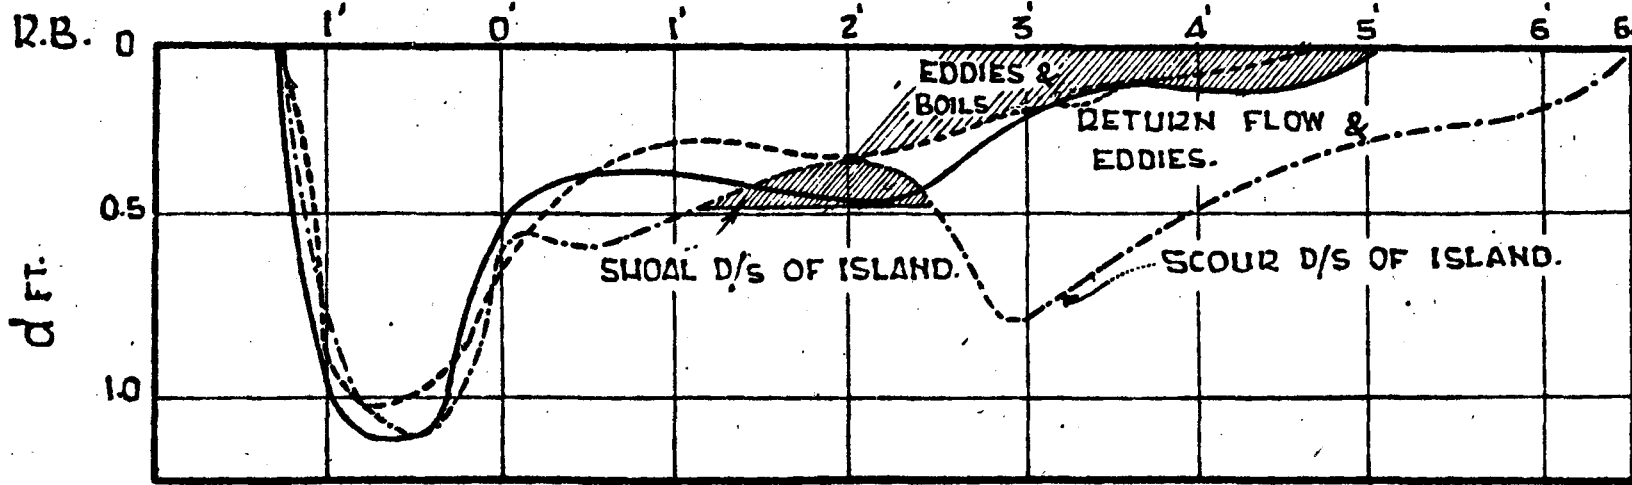 R.B. 0 1' 0' 1' 2' 3' 4' 5' 6' 6
EDDIES &
BOILS
RETURN FLOW &
EDDIES.
0.5
SHOAL D/S OF ISLAND.
SCOUR D/S OF ISLAND.
d FT.
1.0